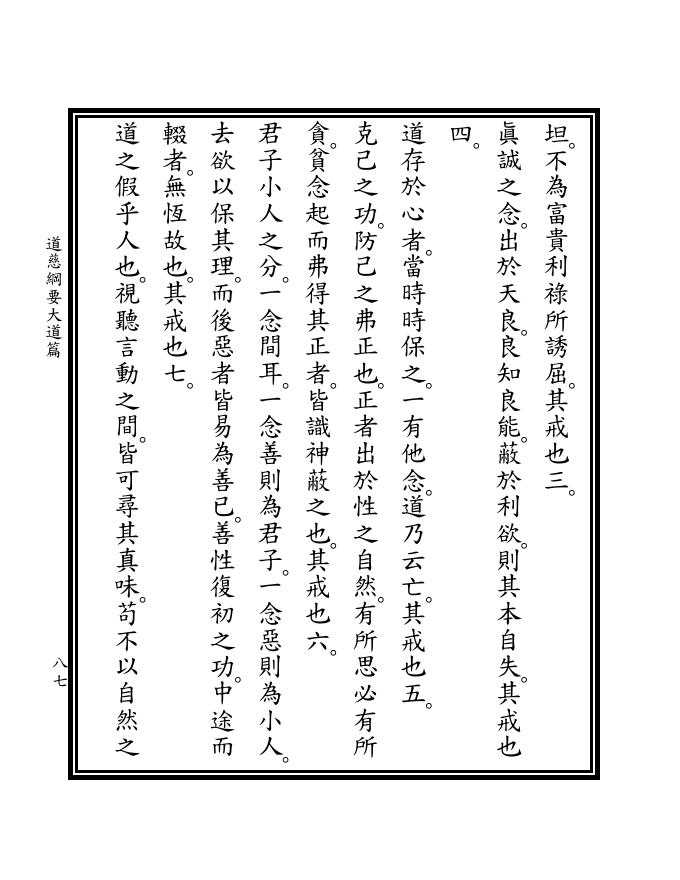 坦。不為富貴利祿所誘屈。其戒也三。
眞誠之念。出於天良。良知良能。蔽於利欲。則其本自失。其戒也
四。
道存於心者。當時時保之。一有他念。道乃云亡。其戒也五。
克己之功。防己之弗正也。正者出於性之自然。有所思必有所
貪。貧念起而弗得其正者。皆識神蔽之也。其戒也六。
君子小人之分。一念間耳。一念善則為君子。一念惡則為小人。
去欲以保其理。而後惡者皆易為善已。善性復初之功。中途而
輟者。無恆故也。其戒也七。
道之假乎人也。視聽言動之間。皆可尋其真味。苟不以自然之
道慈綱要大道篇
八七